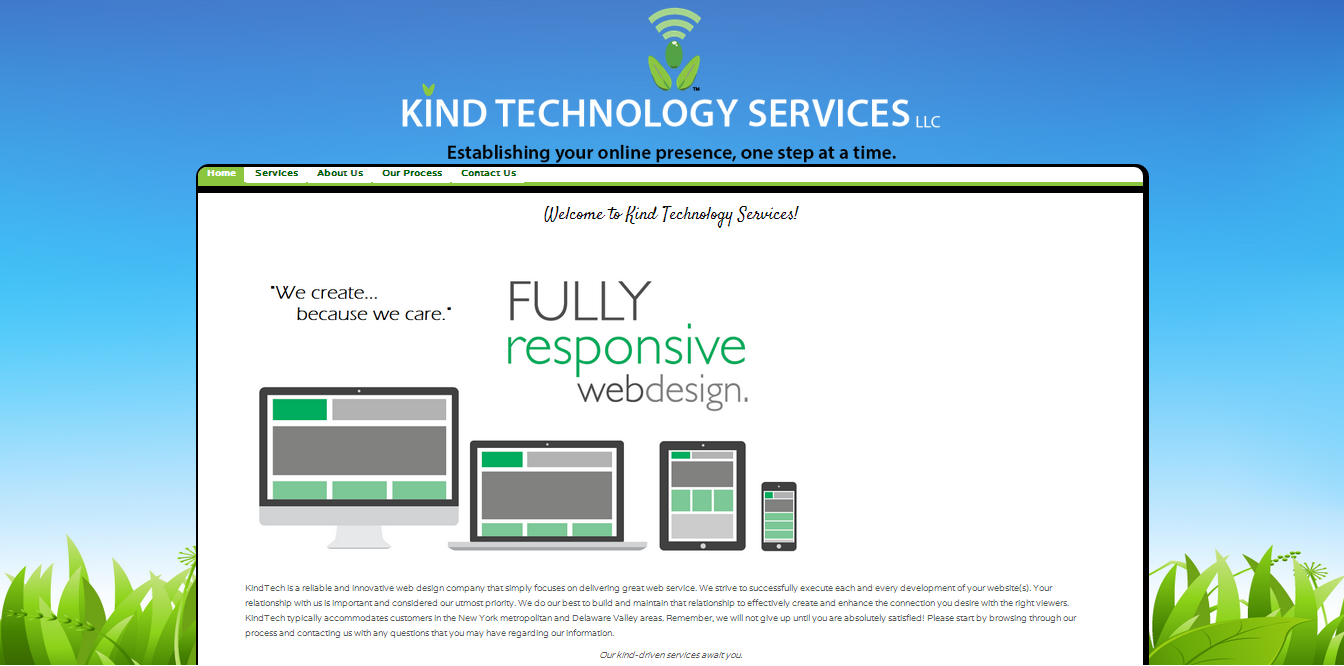 ™
KIND TECHNOLOGY SERVICES LLC
Establishing your online presence, one step at a time.
Home Services About Us Our Process Contact Us
Welcome to Kind Technology Services!
"We create...
because we care."
FULLY
responsive
webdesign.
KindTech is a reliable and innovative web design company that simply focuses on delivering great web service. We strive to successfully execute each and every development of your website(s). Your
relationship with us is important and considered our utmost priority. We do our best to build and maintain that relationship to effectively create and enhance the connection you desire with the right viewers.
KindTech typically accommodates customers in the New York metropolitan and Delaware Valley areas. Remember, we will not give up until you are absolutely satisfied! Please start by browsing through our
process and contacting us with any questions that you may have regarding our information.
Our kind-driven services await you.